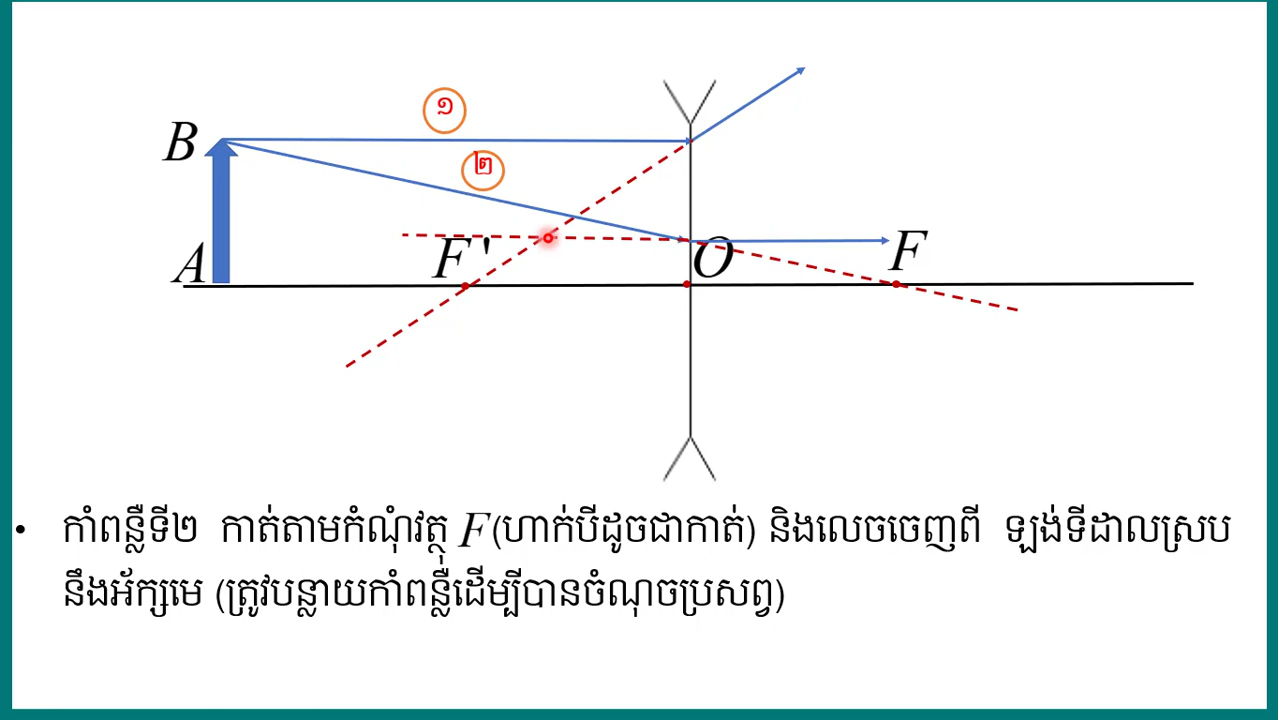 ១
B
២
A
F'
O
F
• កាំពន្លឺទី២ កាត់តាមកំណុំវត្ថុ F(ហាក់បីដូចជាកាត់) និងលេចចេញពី ឡង់ទីដាលស្រប
នឹងអ័ក្សមេ (ត្រូវបន្លាយកាំពន្លឺដើម្បីបានចំណុចប្រសព្វ)